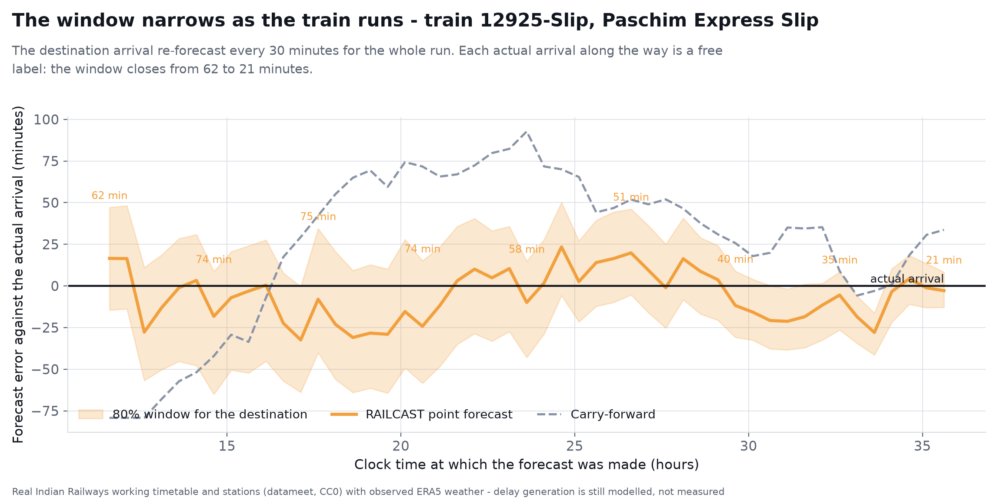 The window narrows as the train runs - train 12925-Slip, Paschim Express Slip
The destination arrival re-forecast every 30 minutes for the whole run. Each actual arrival along the way is a free
label: the window closes from 62 to 21 minutes.
Forecast error against the actual arrival (minutes)
100
75
50
25
0
−25
−50
−75
62 min
74 min
75 min
74 min
58 min
51 min
40 min
35 min
21 min
actual arrival
80% window for the destination
RAILCAST point forecast
Carry-forward
15
20
25
30
35
Clock time at which the forecast was made (hours)
Real Indian Railways working timetable and stations (datameet, CC0) with observed ERA5 weather - delay generation is still modelled, not measured